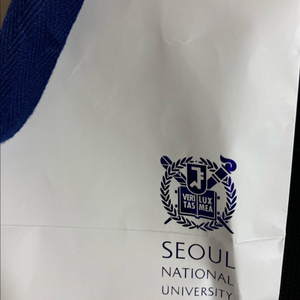 VERI LUX
TAS MEA
SEOUL
NATIONAL
UNIVERSITY